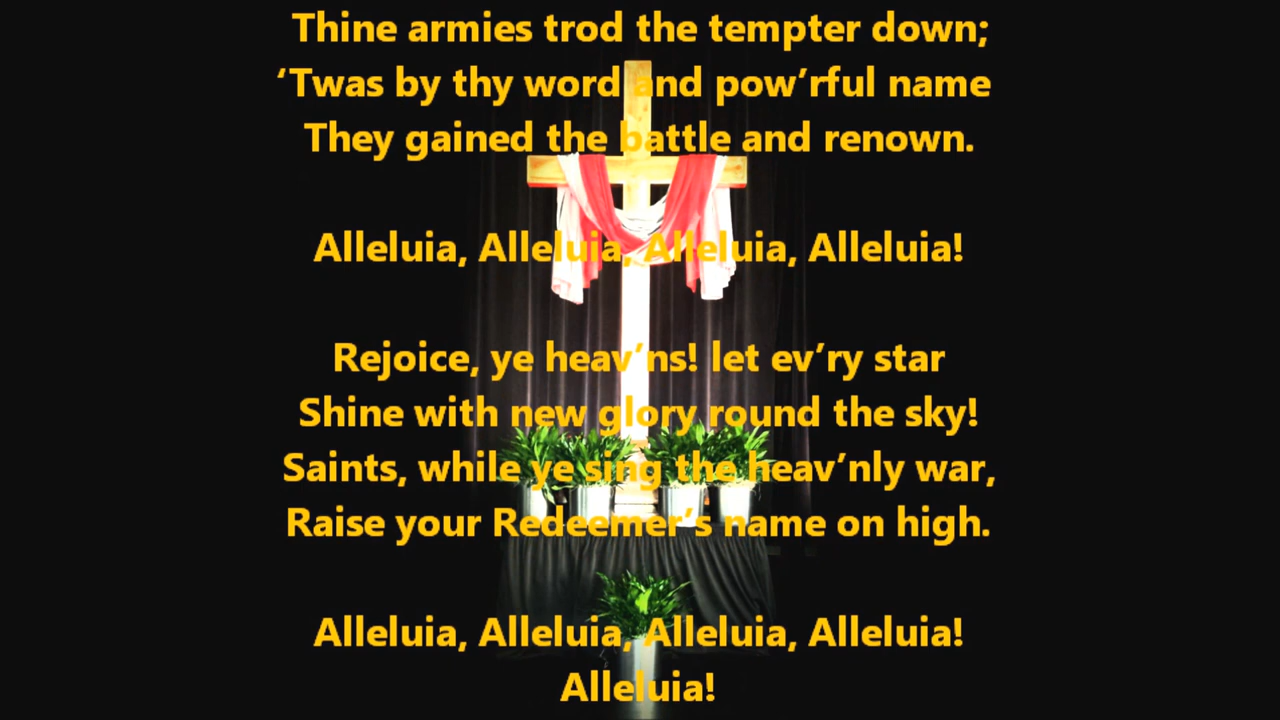 Thine armies trod the tempter down;
‘Twas by thy word and pow’rful name
They gained the battle and renown.
Alleluia, Alleluia, Alleluia, Alleluia!
Rejoice, ye heav’ns! let ev’ry star
Shine with new glory round the sky!
Saints, while ye sing the heav’nly war,
Raise your Redeemer’s name on high.
Alleluia, Alleluia, Alleluia, Alleluia!
Alleluia!